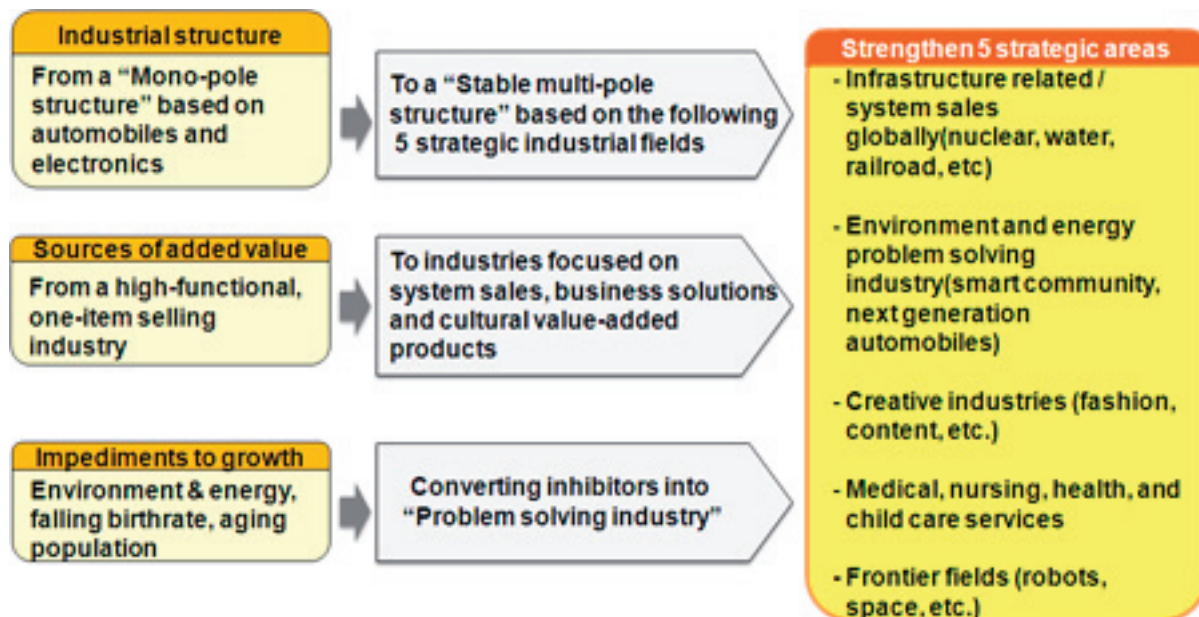 Industrial structure
From a “Mono-pole
structure” based on
automobiles and
electronics
To a “Stable multi-pole
structure” based on the following
5 strategic industrial fields
Sources of added value
From a high-functional,
one-item selling
industry
To industries focused on
system sales, business solutions
and cultural value-added
products
Impediments to growth
Environment & energy,
falling birthrate, aging
population
Converting inhibitors into
“Problem solving industry”
Strengthen 5 strategic areas
- Infrastructure related /
system sales
globally(nuclear, water,
railroad, etc)
- Environment and energy
problem solving
industry(smart community,
next generation
automobiles)
- Creative industries (fashion,
content, etc.)
- Medical, nursing, health, and
child care services
- Frontier fields (robots,
space, etc.)